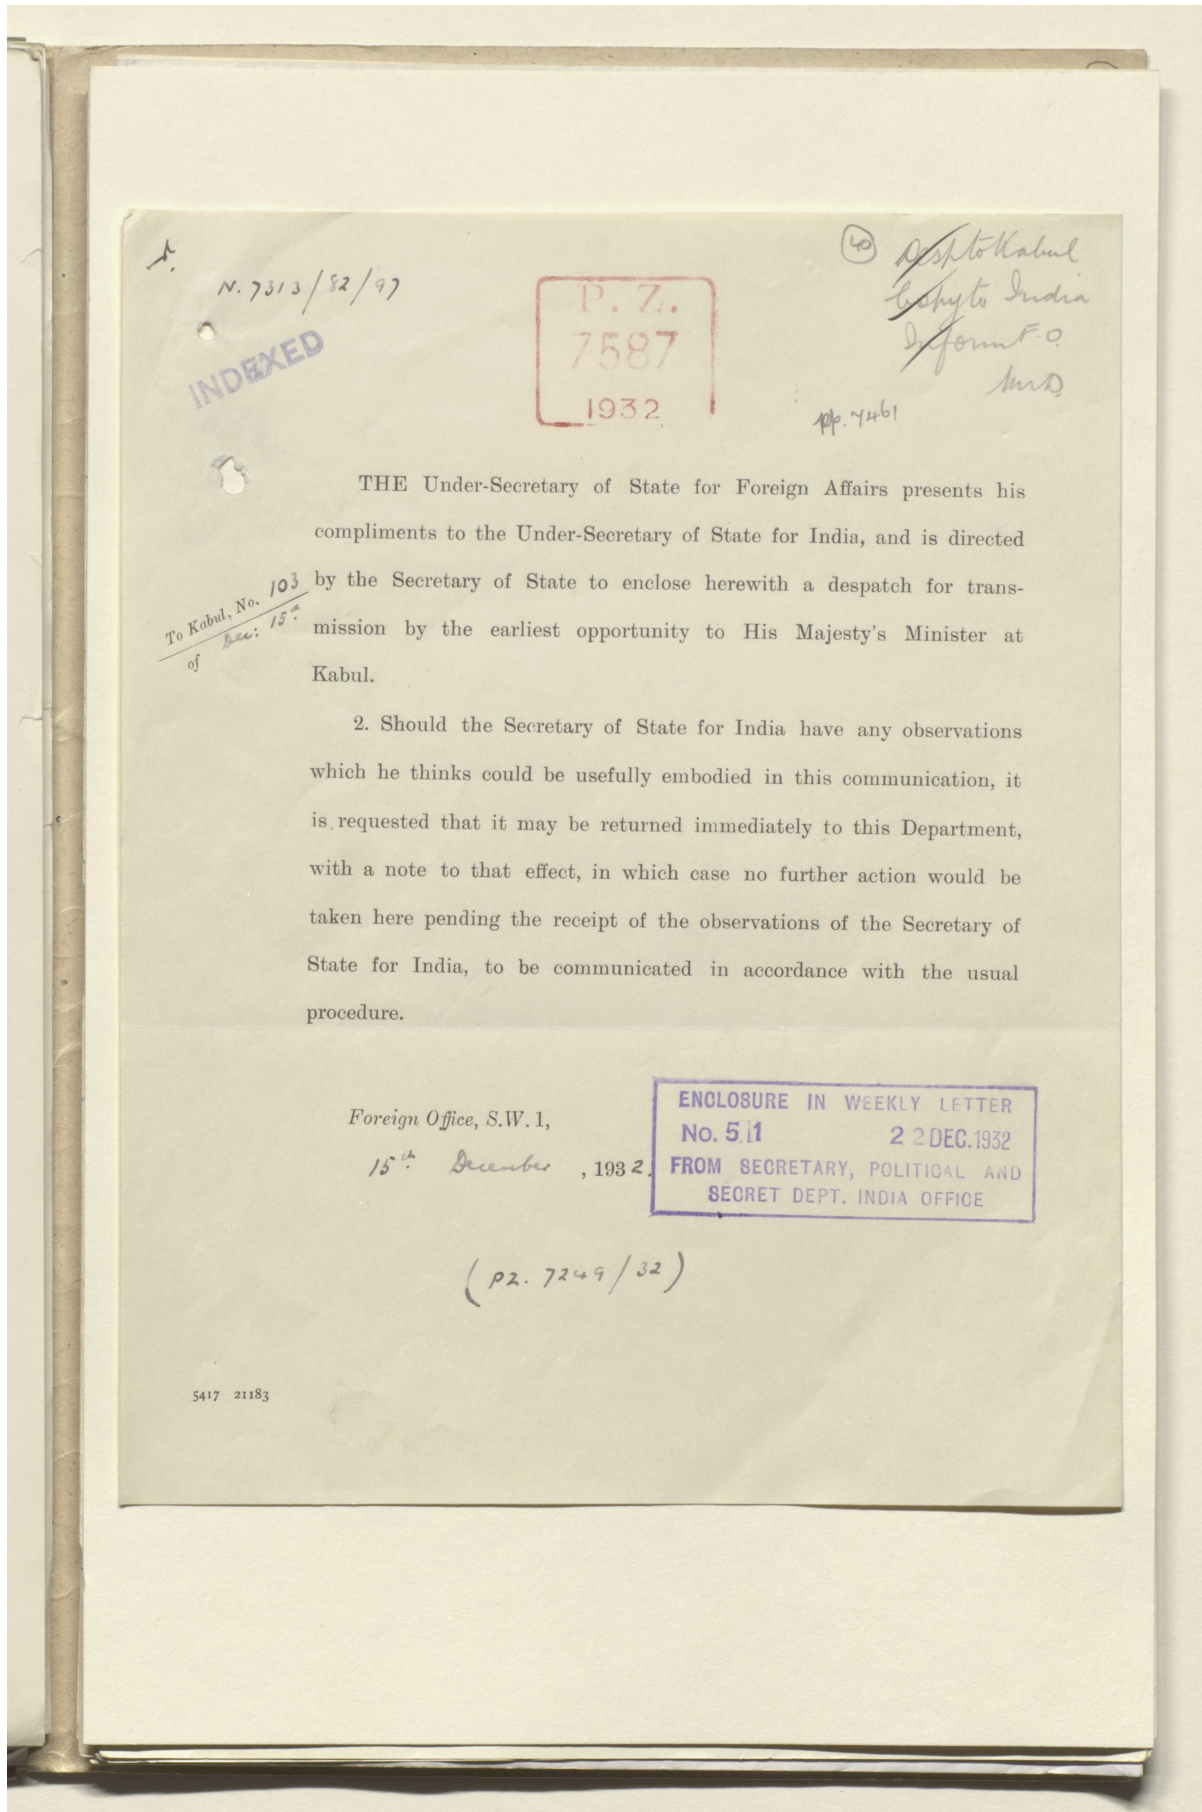 N. 7313/82/97
INDEXED
P. Z.
7587
1932
40
Desp to Kabul
Copy to India
Inform F.O.
pp. 7461
THE Under-Secretary of State for Foreign Affairs presents his
compliments to the Under-Secretary of State for India, and is directed
To Kabul, No. 103
of Dec: 15th
by the Secretary of State to enclose herewith a despatch for trans-
mission by the earliest opportunity to His Majesty's Minister at
Kabul.
2. Should the Secretary of State for India have any observations
which he thinks could be usefully embodied in this communication, it
is requested that it may be returned immediately to this Department,
with a note to that effect, in which case no further action would be
taken here pending the receipt of the observations of the Secretary of
State for India, to be communicated in accordance with the usual
procedure.
Foreign Office, S.W. 1,
15th December, 1932.
ENCLOSURE IN WEEKLY LETTER
No. 51 22 DEC. 1932
FROM SECRETARY, POLITICAL AND
SECRET DEPT. INDIA OFFICE
(PZ. 7249/32)
5417 21183